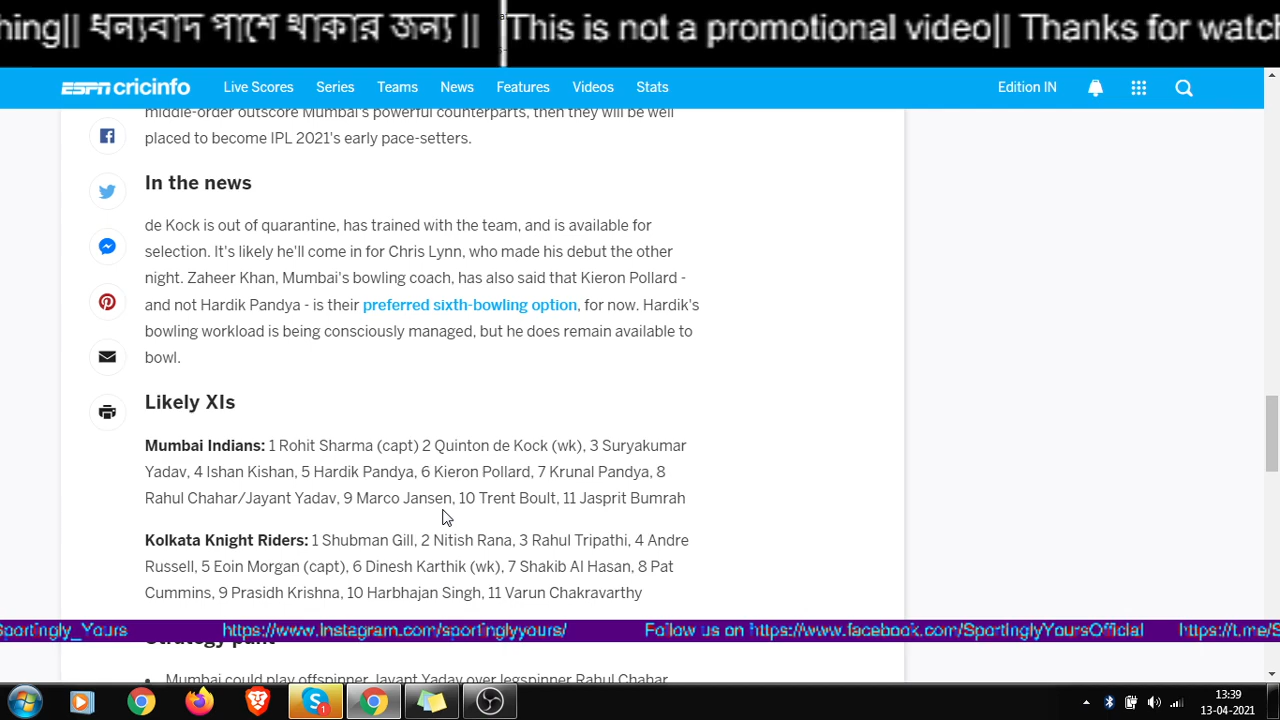 hing|| ধন্যবাদ পাশে থাকার জন্য || This is not a promotional video|| Thanks for watch
ESPN cricinfo Live Scores Series Teams News Features Videos Stats Edition IN
middle-order outscore Mumbai's powerful counterparts, then they will be well
placed to become IPL 2021's early pace-setters.
In the news
de Kock is out of quarantine, has trained with the team, and is available for
selection. It's likely he'll come in for Chris Lynn, who made his debut the other
night. Zaheer Khan, Mumbai's bowling coach, has also said that Kieron Pollard -
and not Hardik Pandya - is their preferred sixth-bowling option, for now. Hardik's
bowling workload is being consciously managed, but he does remain available to
bowl.
Likely XIs
Mumbai Indians: 1 Rohit Sharma (capt) 2 Quinton de Kock (wk), 3 Suryakumar
Yadav, 4 Ishan Kishan, 5 Hardik Pandya, 6 Kieron Pollard, 7 Krunal Pandya, 8
Rahul Chahar/Jayant Yadav, 9 Marco Jansen, 10 Trent Boult, 11 Jasprit Bumrah
Kolkata Knight Riders: 1 Shubman Gill, 2 Nitish Rana, 3 Rahul Tripathi, 4 Andre
Russell, 5 Eoin Morgan (capt), 6 Dinesh Karthik (wk), 7 Shakib Al Hasan, 8 Pat
Cummins, 9 Prasidh Krishna, 10 Harbhajan Singh, 11 Varun Chakravarthy
Sportingly_Yours https://www.instagram.com/sportinglyyours/ Follow us on https://www.facebook.com/SportinglyYoursOfficial https://t.me/S
Strategy punt
Mumbai could play offspinner Jayant Yadav over legspinner Rahul Chahar
1
13:39
13-04-2021